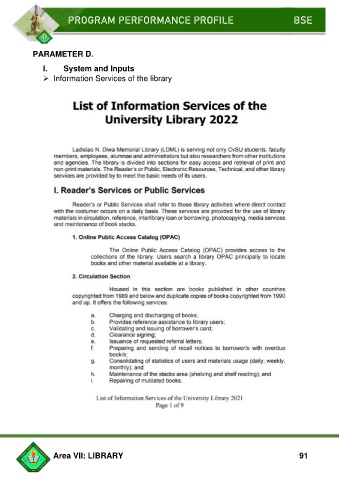 PROGRAM PERFORMANCE PROFILE BSE
PARAMETER D.
I. System and Inputs
➢ Information Services of the library
List of Information Services of the
University Library 2022
Ladislao N. Diwa Memorial Library (LDML) is serving not only CvSU students, faculty
members, employees, alumnae and administrators but also researchers from other institutions
and agencies. The library is divided into sections for easy access and retrieval of print and
non-print materials. The Reader's or Public, Electronic Resources, Technical, and other library
services are provided by to meet the basic needs of its users.
I. Reader's Services or Public Services
Reader's or Public Services shall refer to those library activities where direct contact
with the costumer occurs on a daily basis. These services are provided for the use of library
materials in circulation, reference, interlibrary loan or borrowing, photocopying, media services
and maintenance of book stacks.
1. Online Public Access Catalog (OPAC)
The Online Public Access Catalog (OPAC) provides access to the
collections of the library. Users search a library OPAC principally to locate
books and other material available at a library.
2. Circulation Section
Housed in this section are books published in other countries
copyrighted from 1989 and below and duplicate copies of books copyrighted from 1990
and up. It offers the following services:
a. Charging and discharging of books;
b. Provides reference assistance to library users;
c. Validating and issuing of borrower's card;
d. Clearance signing;
e. Issuance of requested referral letters;
f. Preparing and sending of recall notices to borrower/s with overdue
book/s;
g. Consolidating of statistics of users and materials usage (daily, weekly,
monthly); and
h. Maintenance of the stacks area (shelving and shelf reading); and
i. Repairing of mutilated books.
List of Information Services of the University Library 2021
Page 1 of 9
Area VII: LIBRARY 91